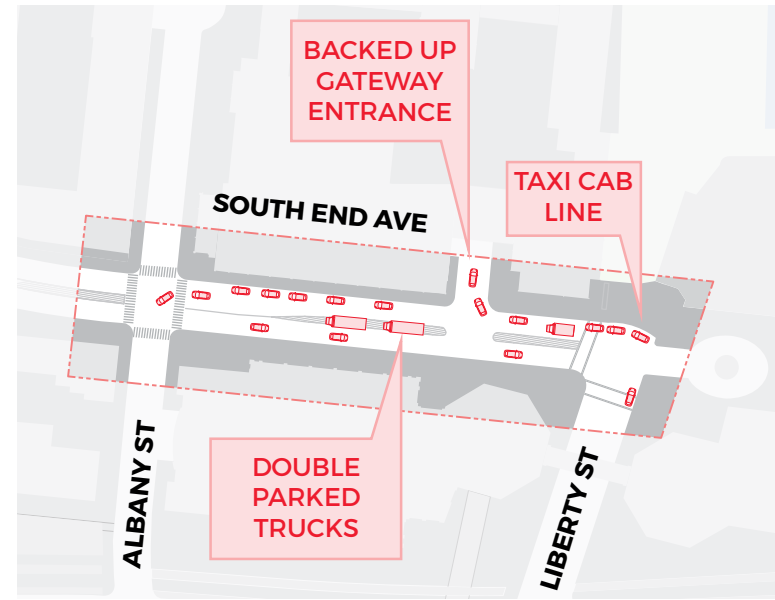 BACKED UP
GATEWAY
ENTRANCE
TAXI CAB
LINE
SOUTH END AVE
DOUBLE
PARKED
TRUCKS
ALBANY ST
LIBERTY ST